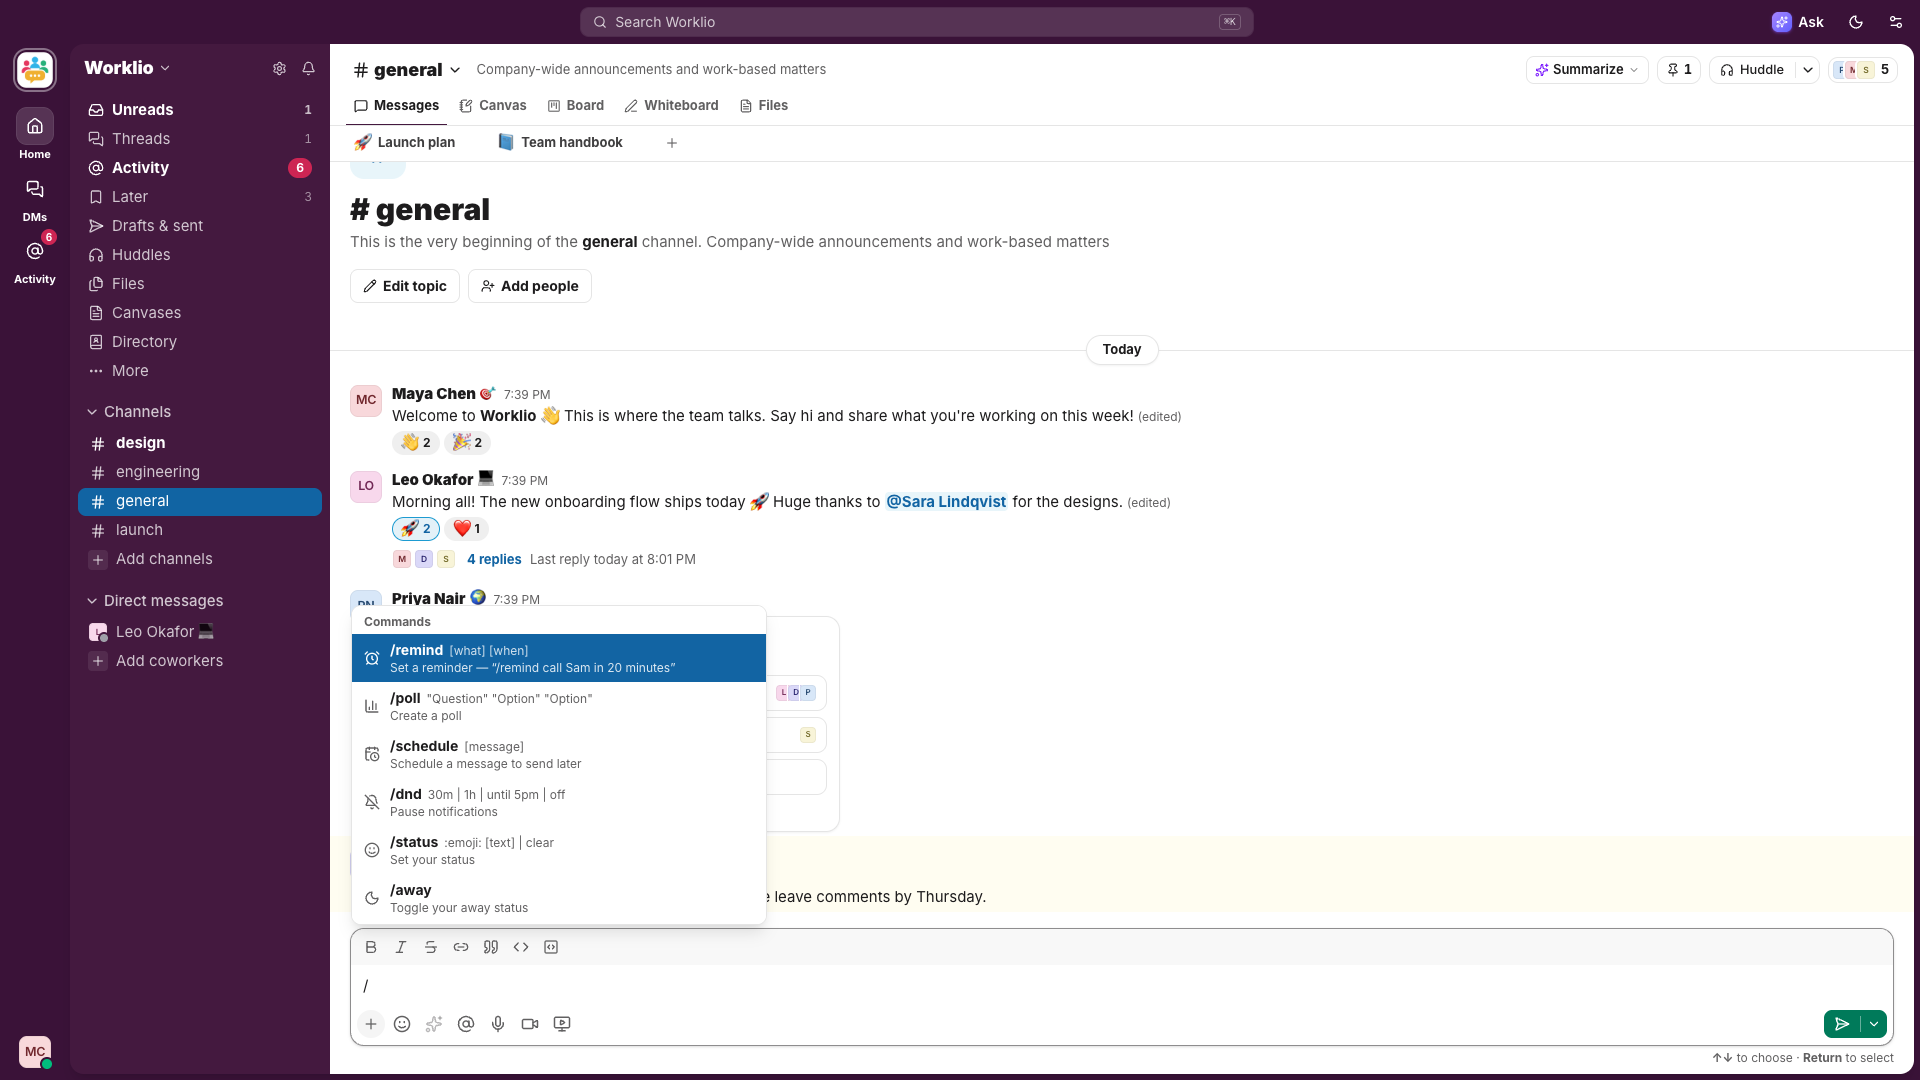 Search Worklio
⌘K
Ask
Worklio
Home
DMs
6
Activity
Unreads 1
Threads 1
Activity 6
Later 3
Drafts & sent
Huddles
Files
Canvases
Directory
More
Channels
# design
# engineering
# general
# launch
Add channels
Direct messages
L Leo Okafor
Add coworkers
MC
# general
Company-wide announcements and work-based matters
Summarize
1
Huddle
M S 5
Messages
Canvas
Board
Whiteboard
Files
Launch plan
Team handbook
# general
This is the very beginning of the general channel. Company-wide announcements and work-based matters
Edit topic
Add people
Today
MC
Maya Chen 🎯 7:39 PM
Welcome to Worklio 👋 This is where the team talks. Say hi and share what you're working on this week! (edited)
👋 2 🎉 2
LO
Leo Okafor 💻 7:39 PM
Morning all! The new onboarding flow ships today 🚀 Huge thanks to @Sara Lindqvist for the designs. (edited)
🚀 2 ❤️ 1
M D S 4 replies Last reply today at 8:01 PM
PN
Priya Nair 🌍 7:39 PM
L D P
S
Commands
/remind [what] [when]
Set a reminder — “/remind call Sam in 20 minutes”
/poll "Question" "Option" "Option"
Create a poll
/schedule [message]
Schedule a message to send later
/dnd 30m | 1h | until 5pm | off
Pause notifications
/status :emoji: [text] | clear
Set your status
/away
Toggle your away status
leave comments by Thursday.
/
↑↓ to choose · Return to select